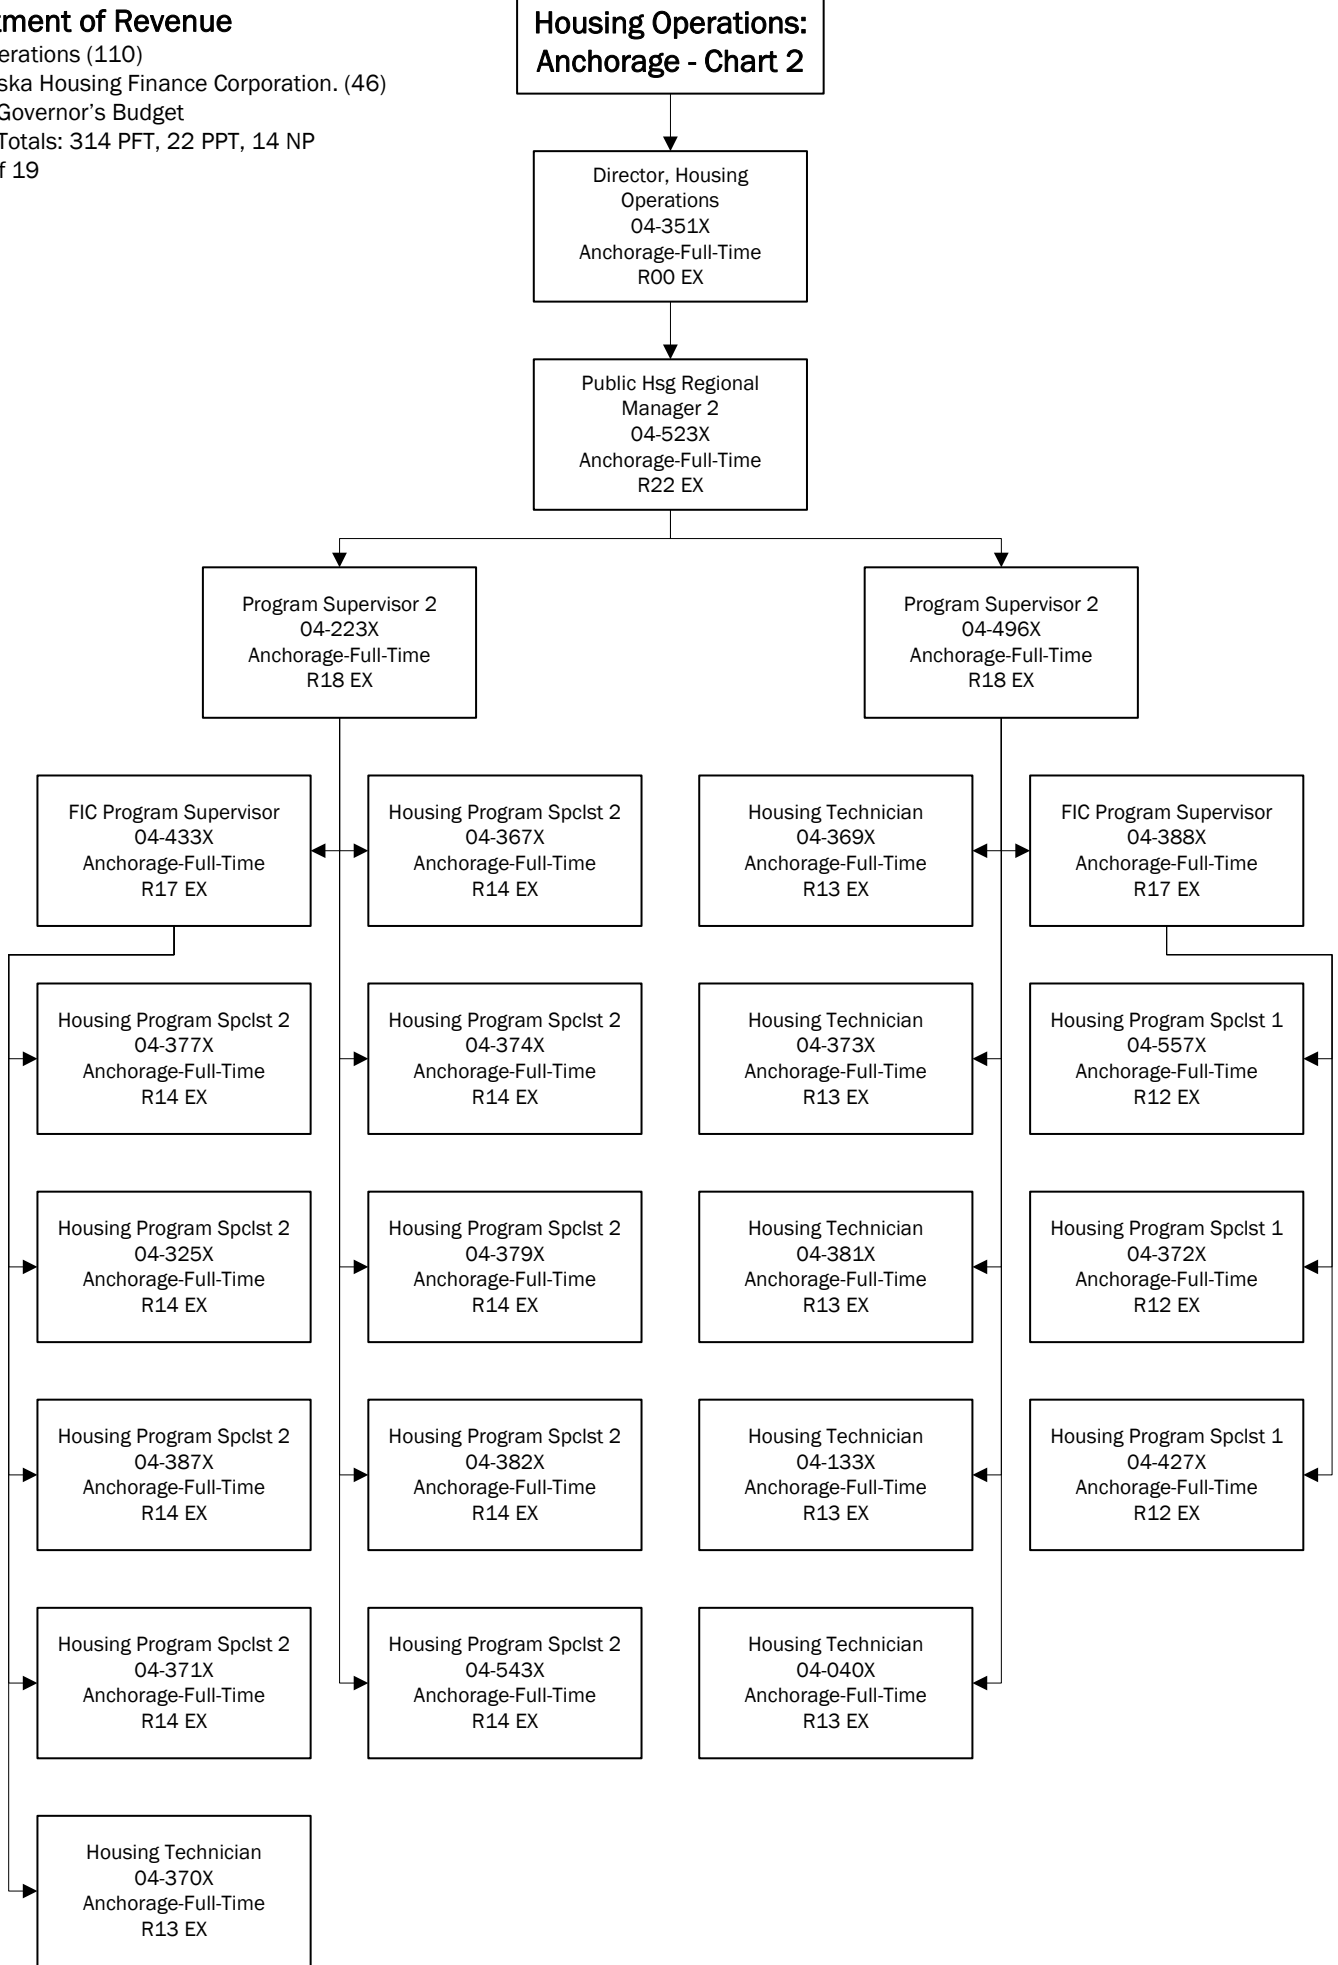 tment of Revenue
erations (110)
ska Housing Finance Corporation. (46)
Governor's Budget
Totals: 314 PFT, 22 PPT, 14 NP
f 19
Housing Operations:
Anchorage - Chart 2
Director, Housing
Operations
04-351X
Anchorage-Full-Time
R00 EX
Public Hsg Regional
Manager 2
04-523X
Anchorage-Full-Time
R22 EX
Program Supervisor 2
04-223X
Anchorage-Full-Time
R18 EX
Program Supervisor 2
04-496X
Anchorage-Full-Time
R18 EX
FIC Program Supervisor
04-433X
Anchorage-Full-Time
R17 EX
Housing Program Spclst 2
04-367X
Anchorage-Full-Time
R14 EX
Housing Technician
04-369X
Anchorage-Full-Time
R13 EX
FIC Program Supervisor
04-388X
Anchorage-Full-Time
R17 EX
Housing Program Spclst 2
04-377X
Anchorage-Full-Time
R14 EX
Housing Program Spclst 2
04-374X
Anchorage-Full-Time
R14 EX
Housing Technician
04-373X
Anchorage-Full-Time
R13 EX
Housing Program Spclst 1
04-557X
Anchorage-Full-Time
R12 EX
Housing Program Spclst 2
04-325X
Anchorage-Full-Time
R14 EX
Housing Program Spclst 2
04-379X
Anchorage-Full-Time
R14 EX
Housing Technician
04-381X
Anchorage-Full-Time
R13 EX
Housing Program Spclst 1
04-372X
Anchorage-Full-Time
R12 EX
Housing Program Spclst 2
04-387X
Anchorage-Full-Time
R14 EX
Housing Program Spclst 2
04-382X
Anchorage-Full-Time
R14 EX
Housing Technician
04-133X
Anchorage-Full-Time
R13 EX
Housing Program Spclst 1
04-427X
Anchorage-Full-Time
R12 EX
Housing Program Spclst 2
04-371X
Anchorage-Full-Time
R14 EX
Housing Program Spclst 2
04-543X
Anchorage-Full-Time
R14 EX
Housing Technician
04-040X
Anchorage-Full-Time
R13 EX
Housing Technician
04-370X
Anchorage-Full-Time
R13 EX